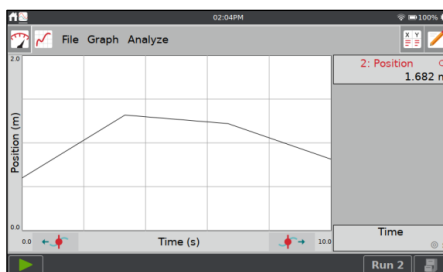 02:04PM
100%
File Graph Analyze
X Y
2.0
Position (m)
0.0
0.0
Time (s)
10.0
2: Position
1.682
Time
Run 2